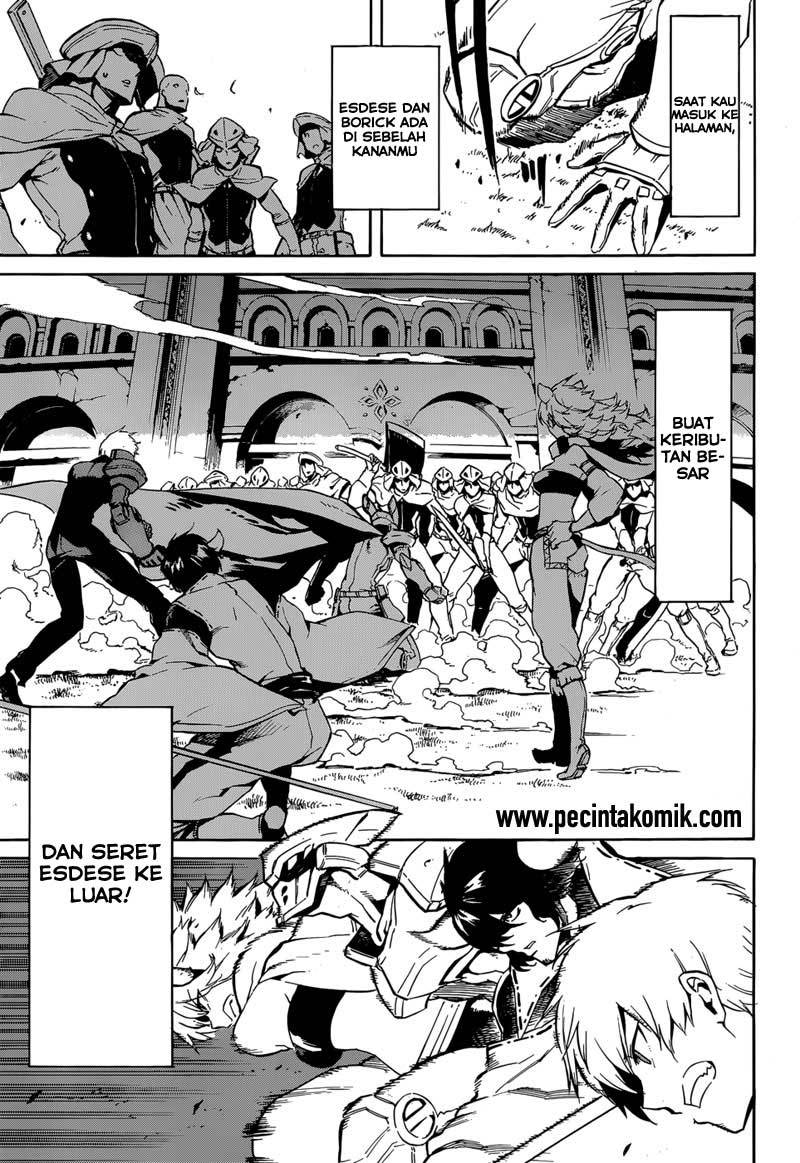 SAAT KAU
MASUK KE
HALAMAN,
ESDESE DAN
BORICK ADA
DI SEBELAH
KANANMU
BUAT
KERIBU-
TAN BE-
SAR
www.pecintakomik.com
DAN SERET
ESDESE KE
LUAR!